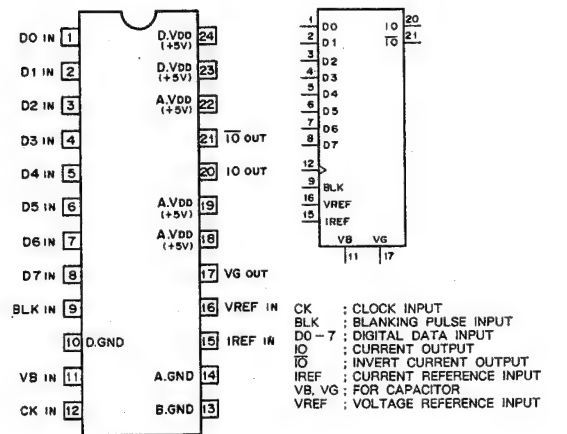 D0 IN 1
D1 IN 2
D2 IN 3
D3 IN 4
D4 IN 5
D5 IN 6
D6 IN 7
D7 IN 8
BLK IN 9
10 D.GND
VB IN 11
CK IN 12
D.VDD 24
(+5V)
D.VDD 23
(+5V)
A.VDD 22
(+5V)
21 I̅O̅ OUT
20 IO OUT
A.VDD 19
(+5V)
A.VDD 18
(+5V)
17 VG OUT
16 VREF IN
15 IREF IN
A.GND 14
B.GND 13
1 D0 IO 20
2 D1 I̅O̅ 21
3 D2
4 D3
5 D4
6 D5
7 D6
8 D7
12
9 BLK
16 VREF
15 IREF
VB VG
11 17
CK : CLOCK INPUT
BLK : BLANKING PULSE INPUT
D0 – 7 : DIGITAL DATA INPUT
IO : CURRENT OUTPUT
I̅O̅ : INVERT CURRENT OUTPUT
IREF : CURRENT REFERENCE INPUT
VB, VG : FOR CAPACITOR
VREF : VOLTAGE REFERENCE INPUT